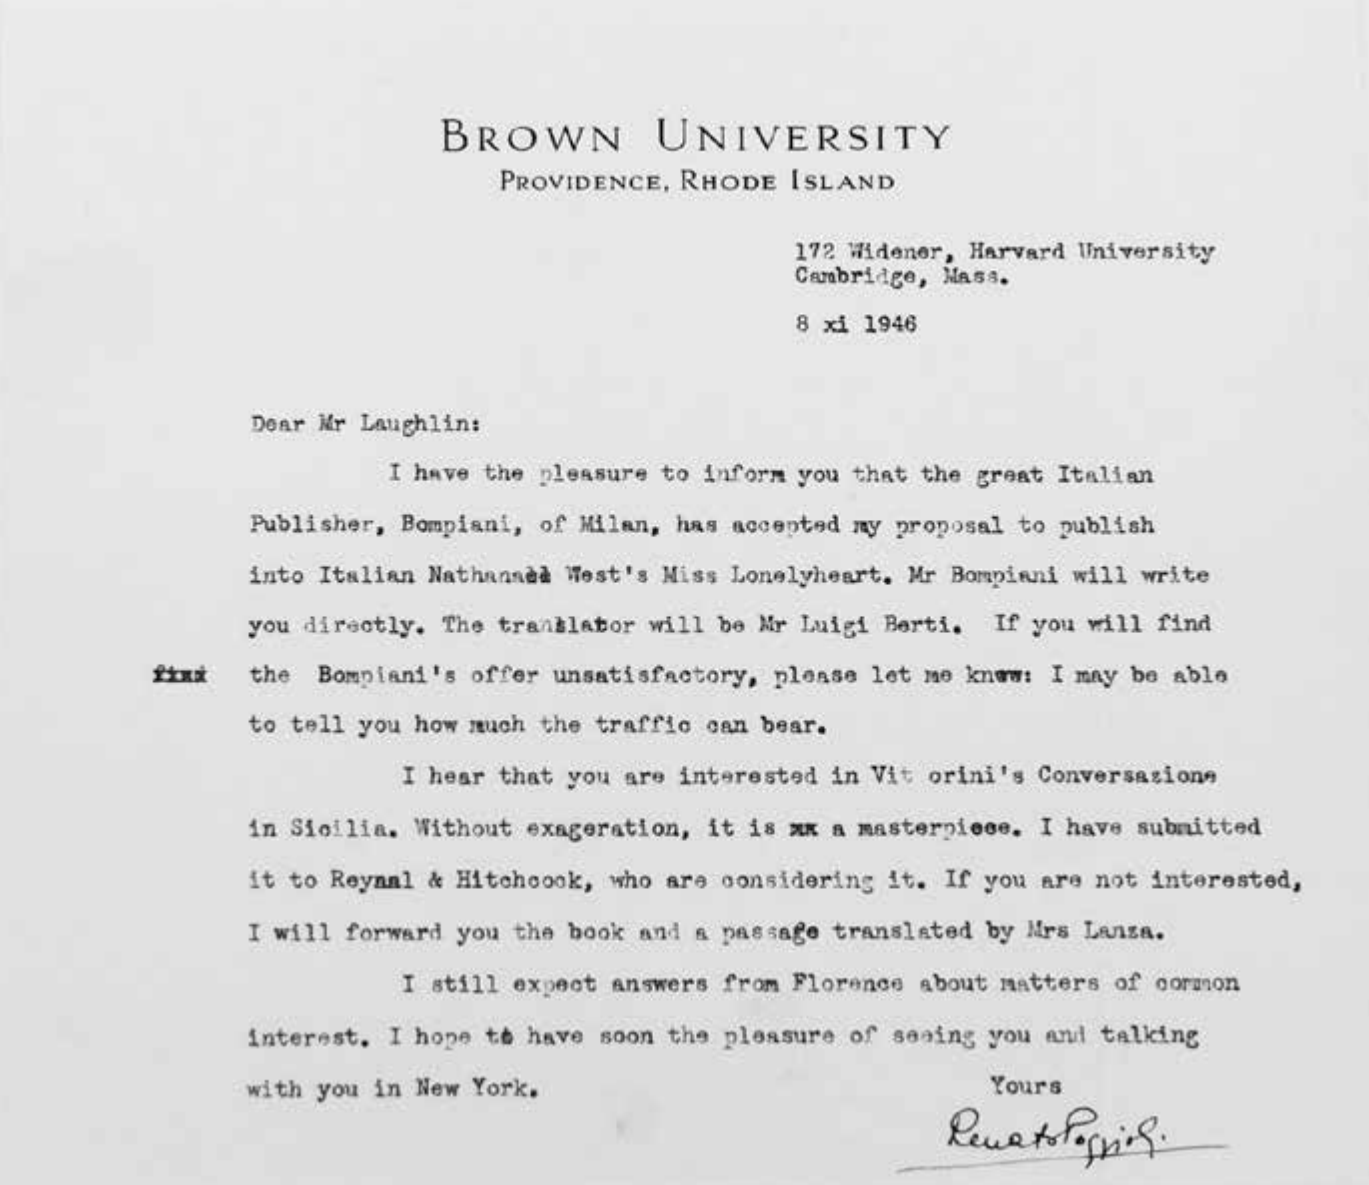 BROWN UNIVERSITY
PROVIDENCE, RHODE ISLAND
172 Widener, Harvard University
Cambridge, Mass.
8 xi 1946
Dear Mr Laughlin:
I have the pleasure to inform you that the great Italian
Publisher, Bompiani, of Milan, has accepted my proposal to publish
into Italian Nathanael West's Miss Lonelyheart. Mr Bompiani will write
you directly. The translator will be Mr Luigi Berti. If you will find
the Bompiani's offer unsatisfactory, please let me know: I may be able
to tell you how much the traffic can bear.
I hear that you are interested in Vit orini's Conversazione
in Sicilia. Without exageration, it is a masterpiece. I have submitted
it to Reynal & Hitchcock, who are considering it. If you are not interested,
I will forward you the book and a passage translated by Mrs Lanza.
I still expect answers from Florence about matters of common
interest. I hope to have soon the pleasure of seeing you and talking
with you in New York.
Yours
Renato Poggioli.